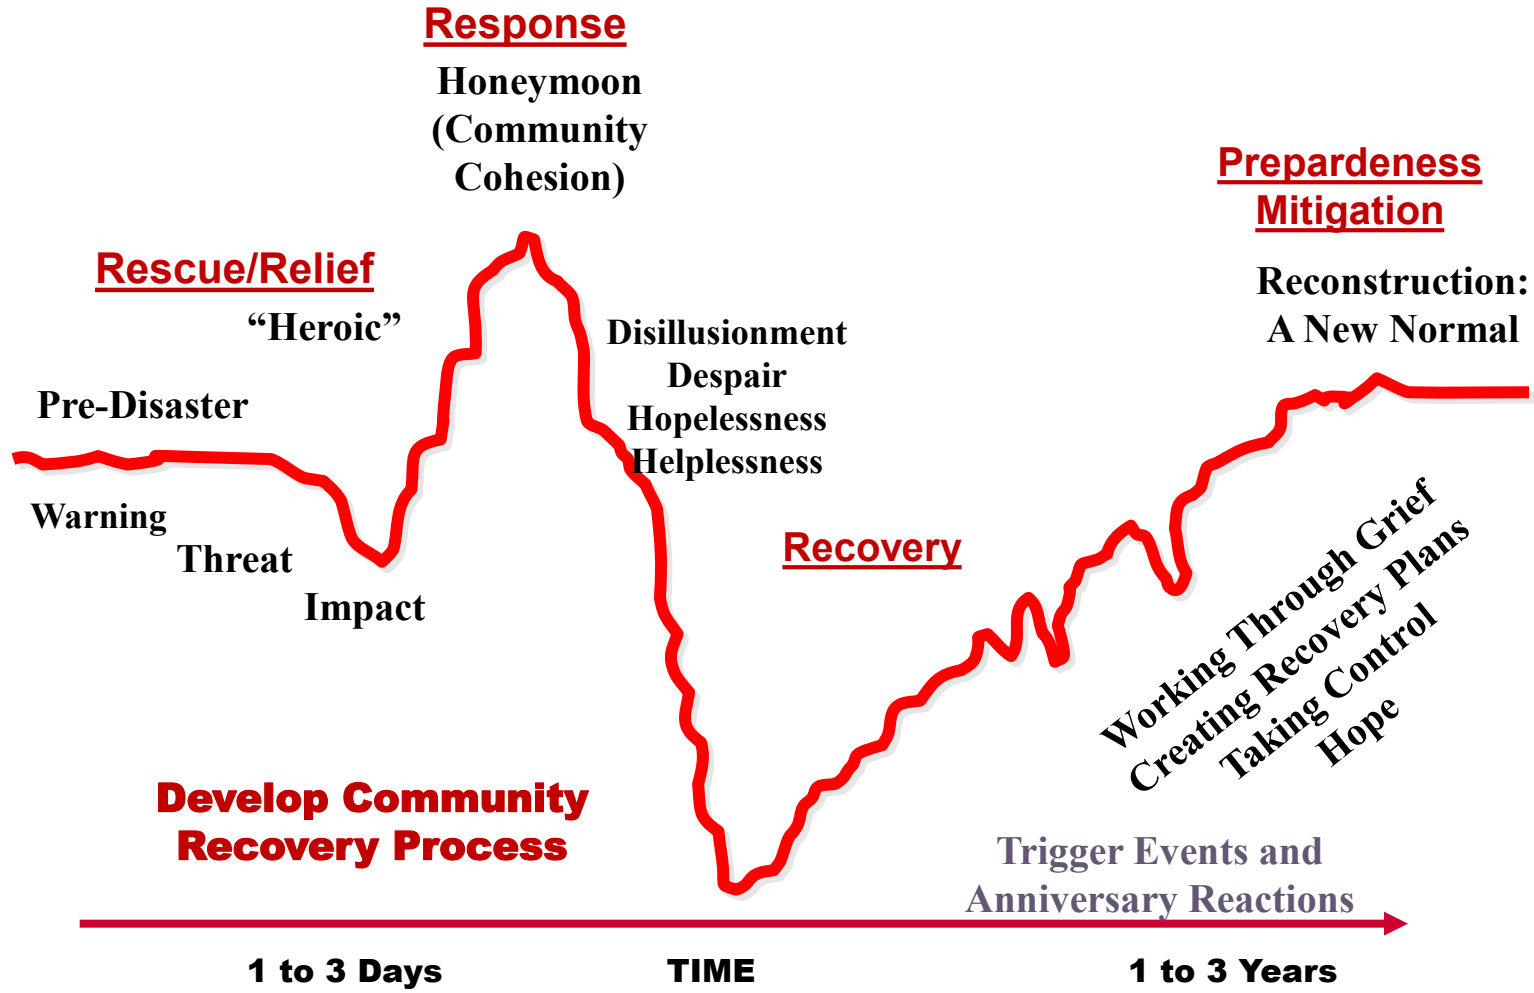 Response
Honeymoon
(Community
Cohesion)
Prepardeness
Mitigation
Reconstruction:
A New Normal
Rescue/Relief
“Heroic”
Disillusionment
Despair
Hopelessness
Helplessness
Pre-Disaster
Warning
Threat
Impact
Recovery
Working Through Grief
Creating Recovery Plans
Taking Control
Hope
Develop Community
Recovery Process
Trigger Events and
Anniversary Reactions
1 to 3 Days
TIME
1 to 3 Years